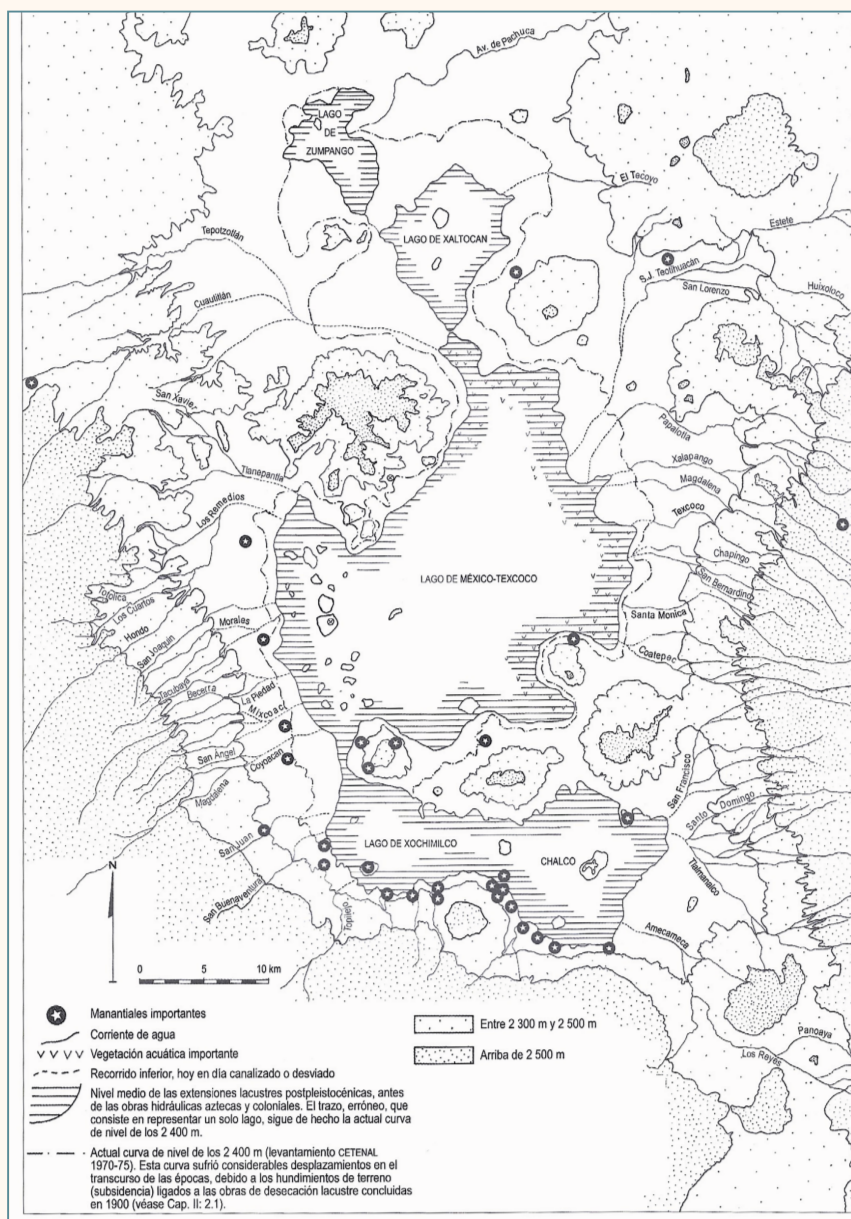 Av. de Pachuca
LAGO
DE
ZUMPANGO
El Tecoyo
Tepotzotlán
LAGO DE XALTOCAN
Estete
S.J. Teotihuacán
San Lorenzo
Huixoloco
Cuautitlán
San Xavier
Papalotla
Tlanepantla
Xalapango
Magdalena
Los Remedios
Texcoco
Chapingo
San Bernardino
Totolica
Los Cuartos
LAGO DE MÉXICO-TEXCOCO
Hondo
Morales
Santa Monica
San Joaquín
Coatepec
Tacubaya
Becerra
La Piedad
Mixcoac
San Ángel
Coyoacan
San Francisco
Magdalena
Santo Domingo
San Juan
LAGO DE XOCHIMILCO
CHALCO
Tlalmanalco
N
San Buenaventura
Topilejo
Amecameca
0 5 10 km
Panoaya
Los Reyes
Manantiales importantes
Corriente de agua
Vegetación acuática importante
Recorrido inferior, hoy en día canalizado o desviado
Nivel medio de las extensiones lacustres postpleistocénicas, antes
de las obras hidráulicas aztecas y coloniales. El trazo, erróneo, que
consiste en representar un solo lago, sigue de hecho la actual curva
de nivel de los 2 400 m.
Actual curva de nivel de los 2 400 m (levantamiento CETENAL
1970-75). Esta curva sufrió considerables desplazamientos en el
transcurso de las épocas, debido a los hundimientos de terreno
(subsidencia) ligados a las obras de desecación lacustre concluidas
en 1900 (véase Cap. II: 2.1).
Entre 2 300 m y 2 500 m
Arriba de 2 500 m